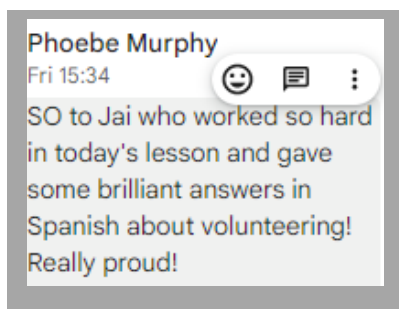 Phoebe Murphy
Fri 15:34
SO to Jai who worked so hard
in today's lesson and gave
some brilliant answers in
Spanish about volunteering!
Really proud!